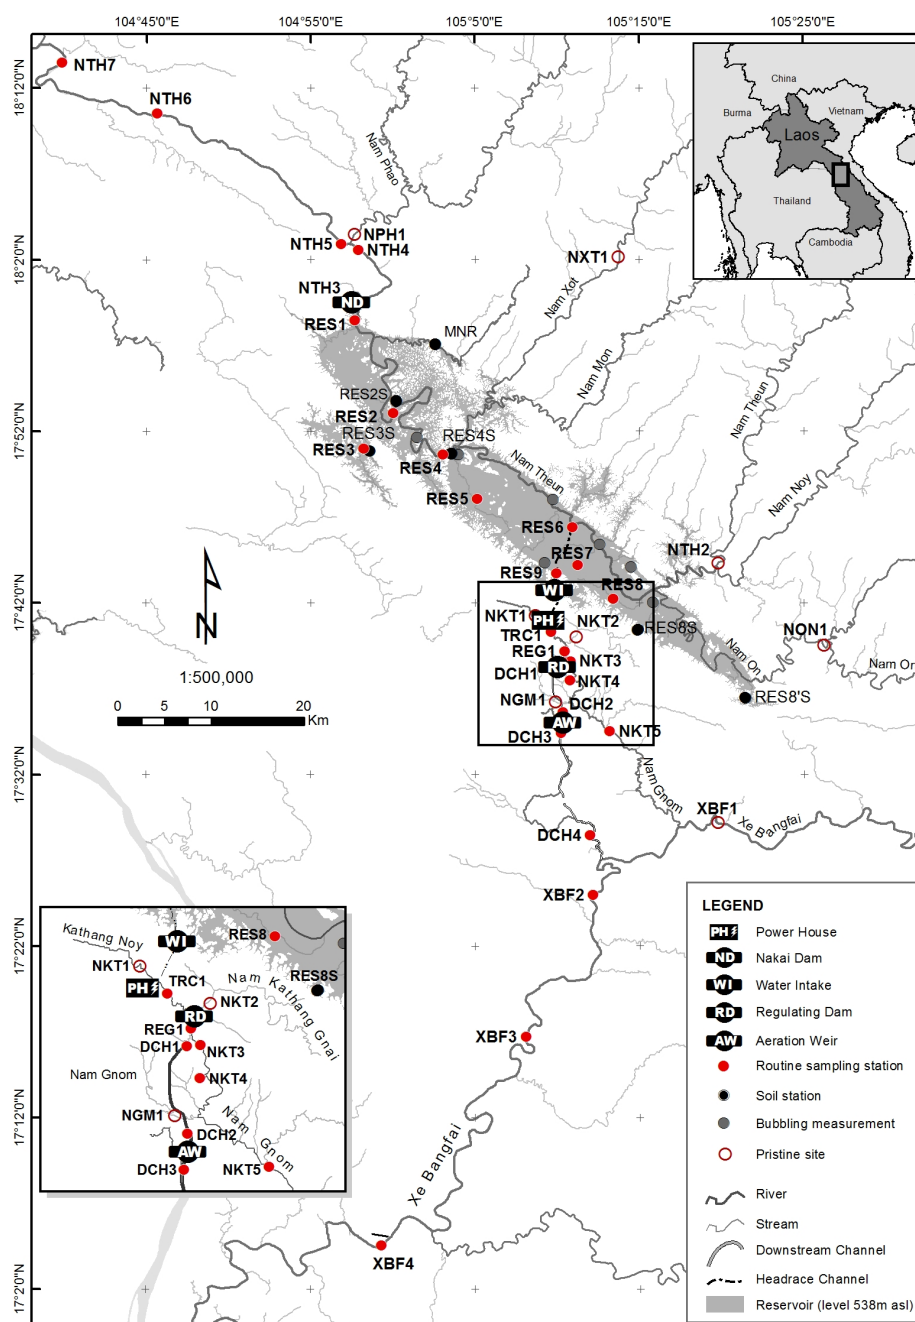 104°45'0"E
104°55'0"E
105°5'0"E
105°15'0"E
105°25'0"E
18°12'0"N
18°2'0"N
17°52'0"N
17°42'0"N
17°32'0"N
17°22'0"N
17°12'0"N
17°2'0"N
NTH7
NTH6
Nam Phao
NPH1
NTH5
NTH4
NXT1
NTH3
ND
Nam Xot
RES1
MNR
Nam Mon
RES2S
RES2
Nam Theun
RES3S
RES3
RES4S
RES4
Nam Theun
RES5
Nam Noy
RES6
NTH2
RES7
RES9
WI
RES8
NKT1
PH
NKT2
TRC1
RES8S
NON1
REG1
NKT3
Nam On
Nam On
DCH1
RD
NKT4
RES8'S
NGM1
DCH2
AW
DCH3
NKT5
Nam Gnom
XBF1
Xe Bangfai
DCH4
XBF2
XBF3
Xe Bangfai
XBF4
N
1:500,000
0 5 10 20
Km
China
Burma
Vietnam
Laos
Thailand
Cambodia
Kathang Noy
WI
RES8
NKT1
TRC1
Nam Kathang Gnai
RES8S
PH
NKT2
RD
REG1
DCH1
NKT3
Nam Gnom
NKT4
NGM1
Nam Gnom
DCH2
AW
DCH3
NKT5
LEGEND
PH Power House
ND Nakai Dam
WI Water Intake
RD Regulating Dam
AW Aeration Weir
Routine sampling station
Soil station
Bubbling measurement
Pristine site
River
Stream
Downstream Channel
Headrace Channel
Reservoir (level 538m asl)